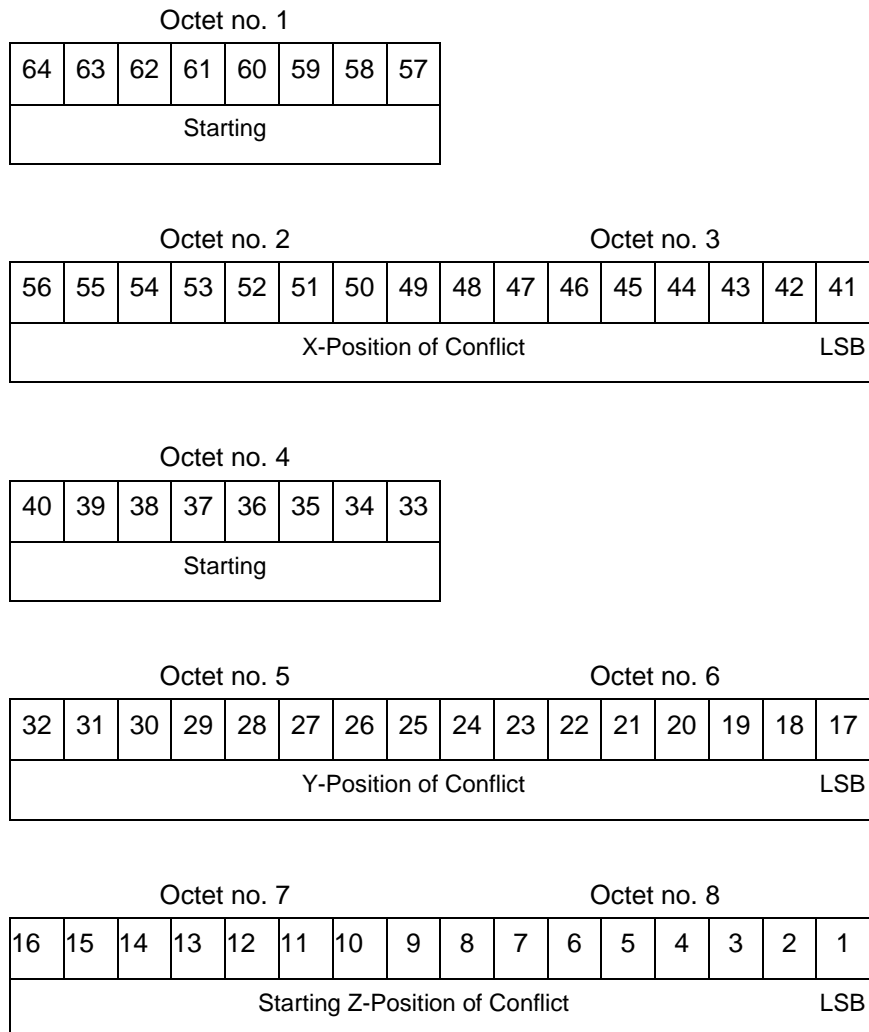 Octet no. 1
64 63 62 61 60 59 58 57
Starting
Octet no. 2 Octet no. 3
56 55 54 53 52 51 50 49 48 47 46 45 44 43 42 41
X-Position of Conflict LSB
Octet no. 4
40 39 38 37 36 35 34 33
Starting
Octet no. 5 Octet no. 6
32 31 30 29 28 27 26 25 24 23 22 21 20 19 18 17
Y-Position of Conflict LSB
Octet no. 7 Octet no. 8
16 15 14 13 12 11 10 9 8 7 6 5 4 3 2 1
Starting Z-Position of Conflict LSB